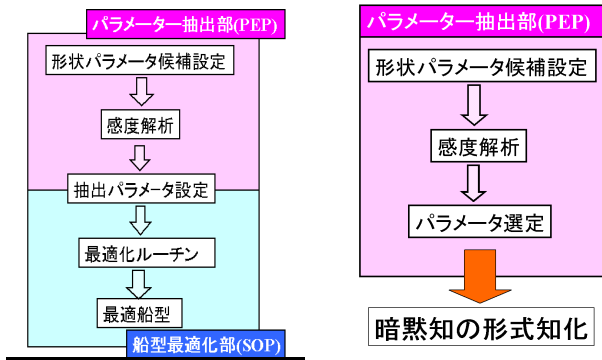 パラメーター抽出部(PEP)
形状パラメータ候補設定
感度解析
抽出パラメータ設定
最適化ルーチン
最適船型
船型最適化部(SOP)
パラメーター抽出部(PEP)
形状パラメータ候補設定
感度解析
パラメータ選定
暗黙知の形式知化